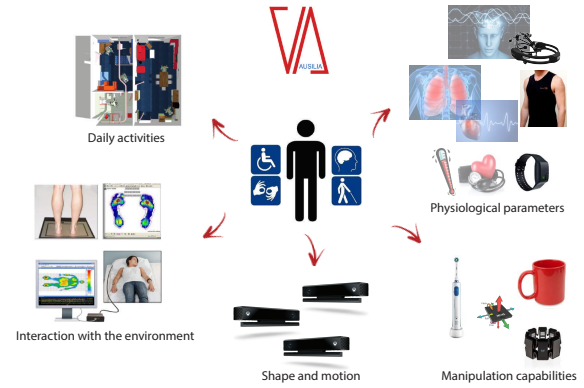 AUSILIA
Daily activities
Physiological parameters
Interaction with the environment
Shape and motion
Manipulation capabilities